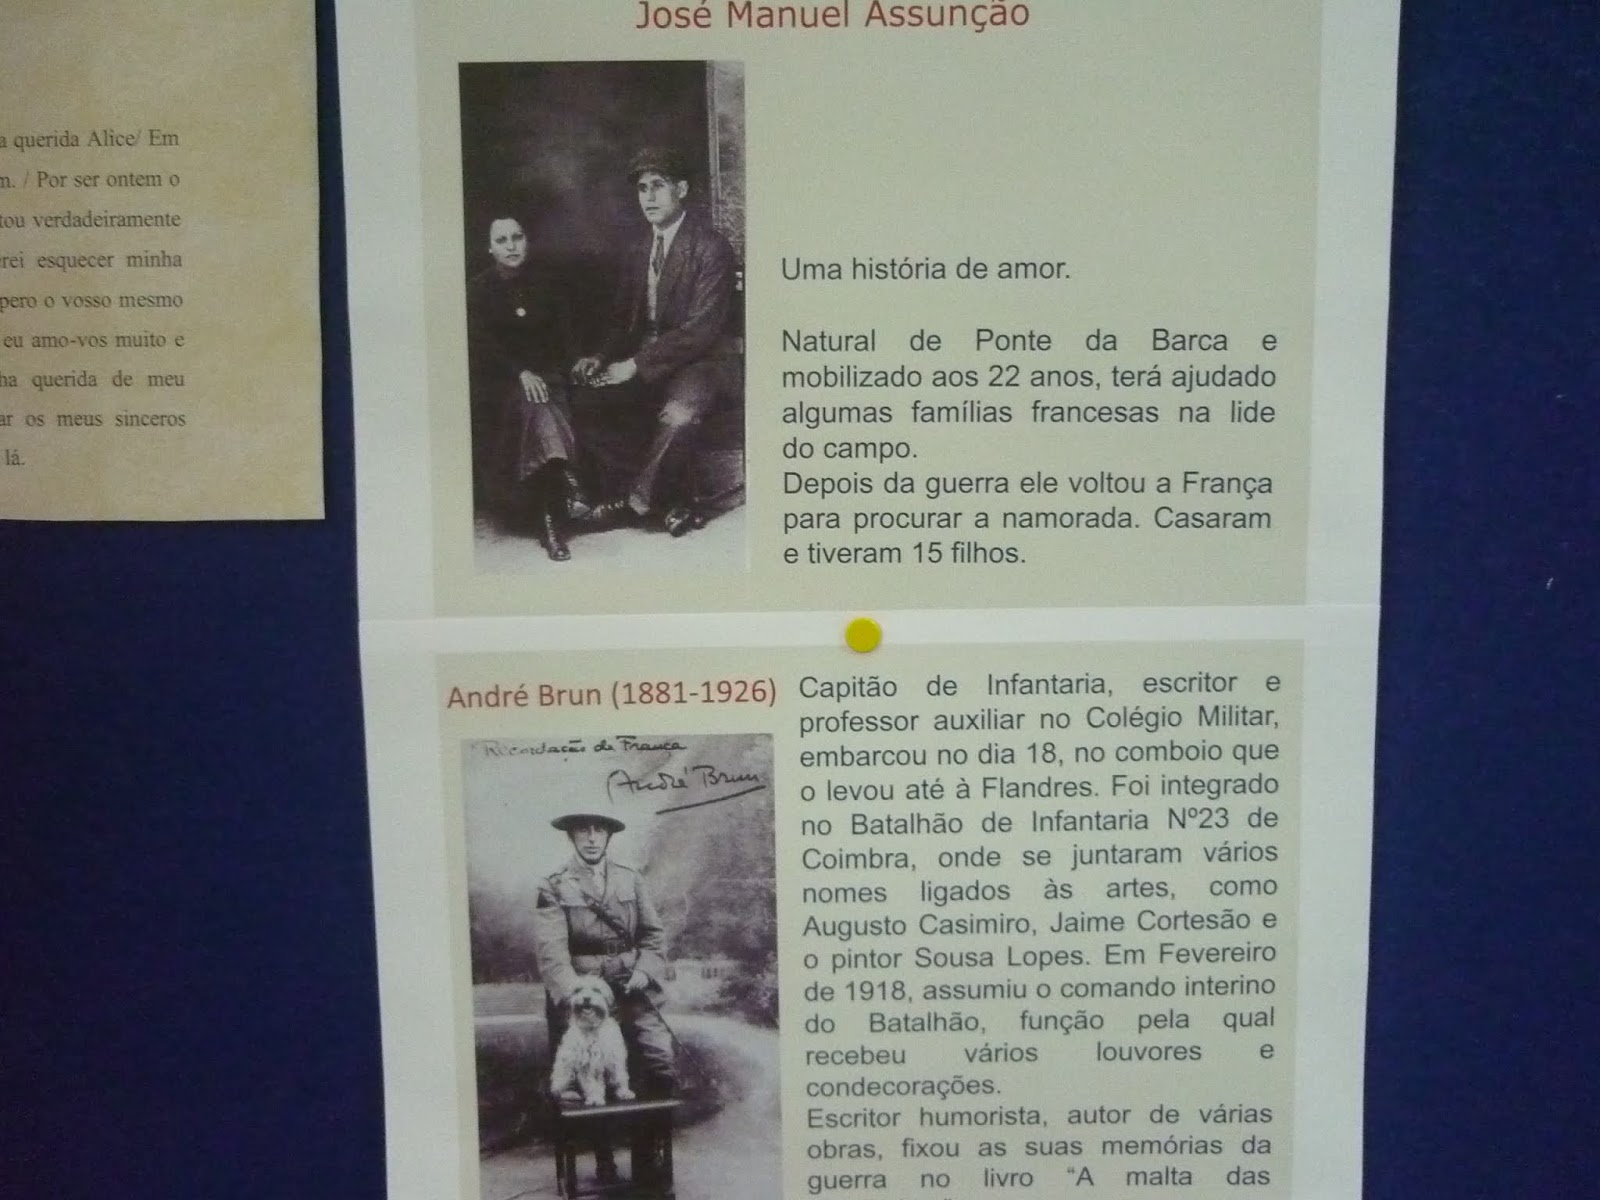 querida Alice/ Em
/ Por ser ontem o
verdadeiramente
esquecer minha
o vosso mesmo
eu amo-vos muito e
querida de meu
os meus sinceros
lá.
José Manuel Assunção
Uma história de amor.
Natural de Ponte da Barca e
mobilizado aos 22 anos, terá ajudado
algumas famílias francesas na lide
do campo.
Depois da guerra ele voltou a França
para procurar a namorada. Casaram
e tiveram 15 filhos.
André Brun (1881-1926)
Recordação de França
André Brun
Capitão de Infantaria, escritor e
professor auxiliar no Colégio Militar,
embarcou no dia 18, no comboio que
o levou até à Flandres. Foi integrado
no Batalhão de Infantaria Nº23 de
Coimbra, onde se juntaram vários
nomes ligados às artes, como
Augusto Casimiro, Jaime Cortesão e
o pintor Sousa Lopes. Em Fevereiro
de 1918, assumiu o comando interino
do Batalhão, função pela qual
recebeu vários louvores e
condecorações.
Escritor humorista, autor de várias
obras, fixou as suas memórias da
guerra no livro “A malta das